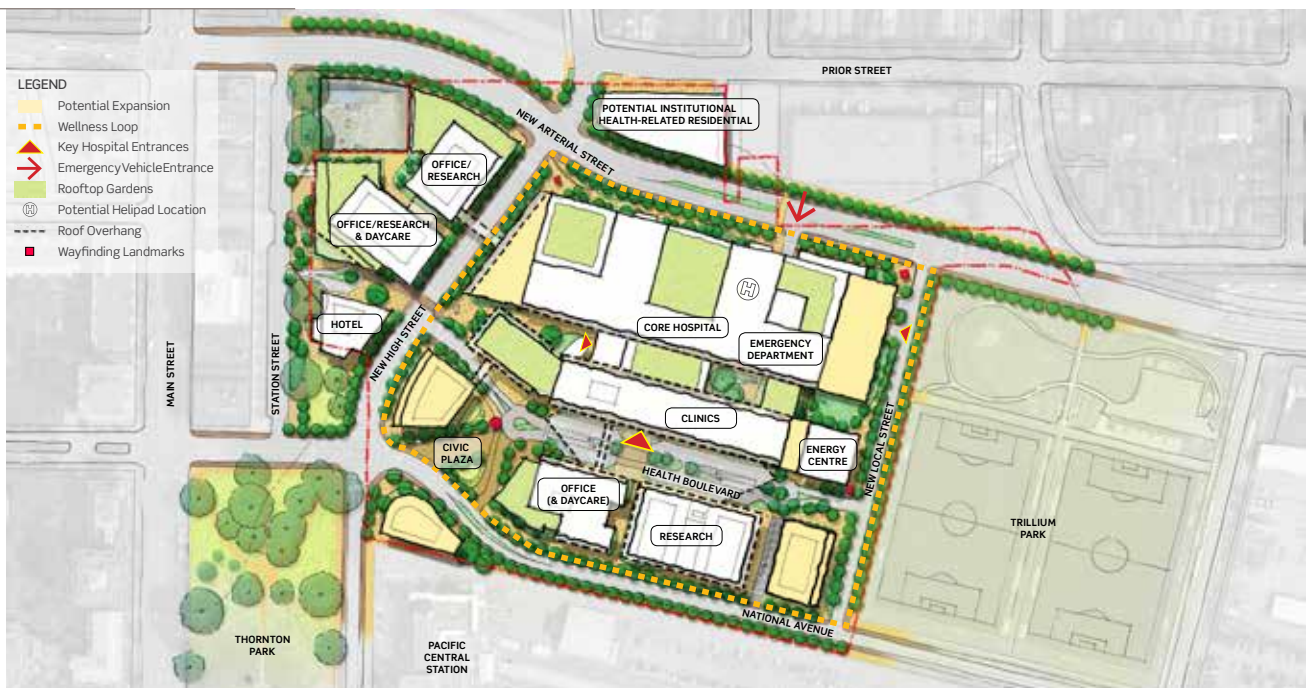 LEGEND
Potential Expansion
Wellness Loop
Key Hospital Entrances
EmergencyVehicleEntrance
Rooftop Gardens
H Potential Helipad Location
Roof Overhang
Wayfinding Landmarks
PRIOR STREET
NEW ARTERIAL STREET
POTENTIAL INSTITUTIONAL
HEALTH-RELATED RESIDENTIAL
OFFICE/
RESEARCH
OFFICE/RESEARCH
& DAYCARE
HOTEL
MAIN STREET
STATION STREET
NEW HIGH STREET
H
CORE HOSPITAL
EMERGENCY
DEPARTMENT
CLINICS
CIVIC
PLAZA
ENERGY
CENTRE
HEALTH BOULEVARD
OFFICE
(& DAYCARE)
RESEARCH
NEW LOCAL STREET
TRILLIUM
PARK
NATIONAL AVENUE
THORNTON
PARK
PACIFIC
CENTRAL
STATION